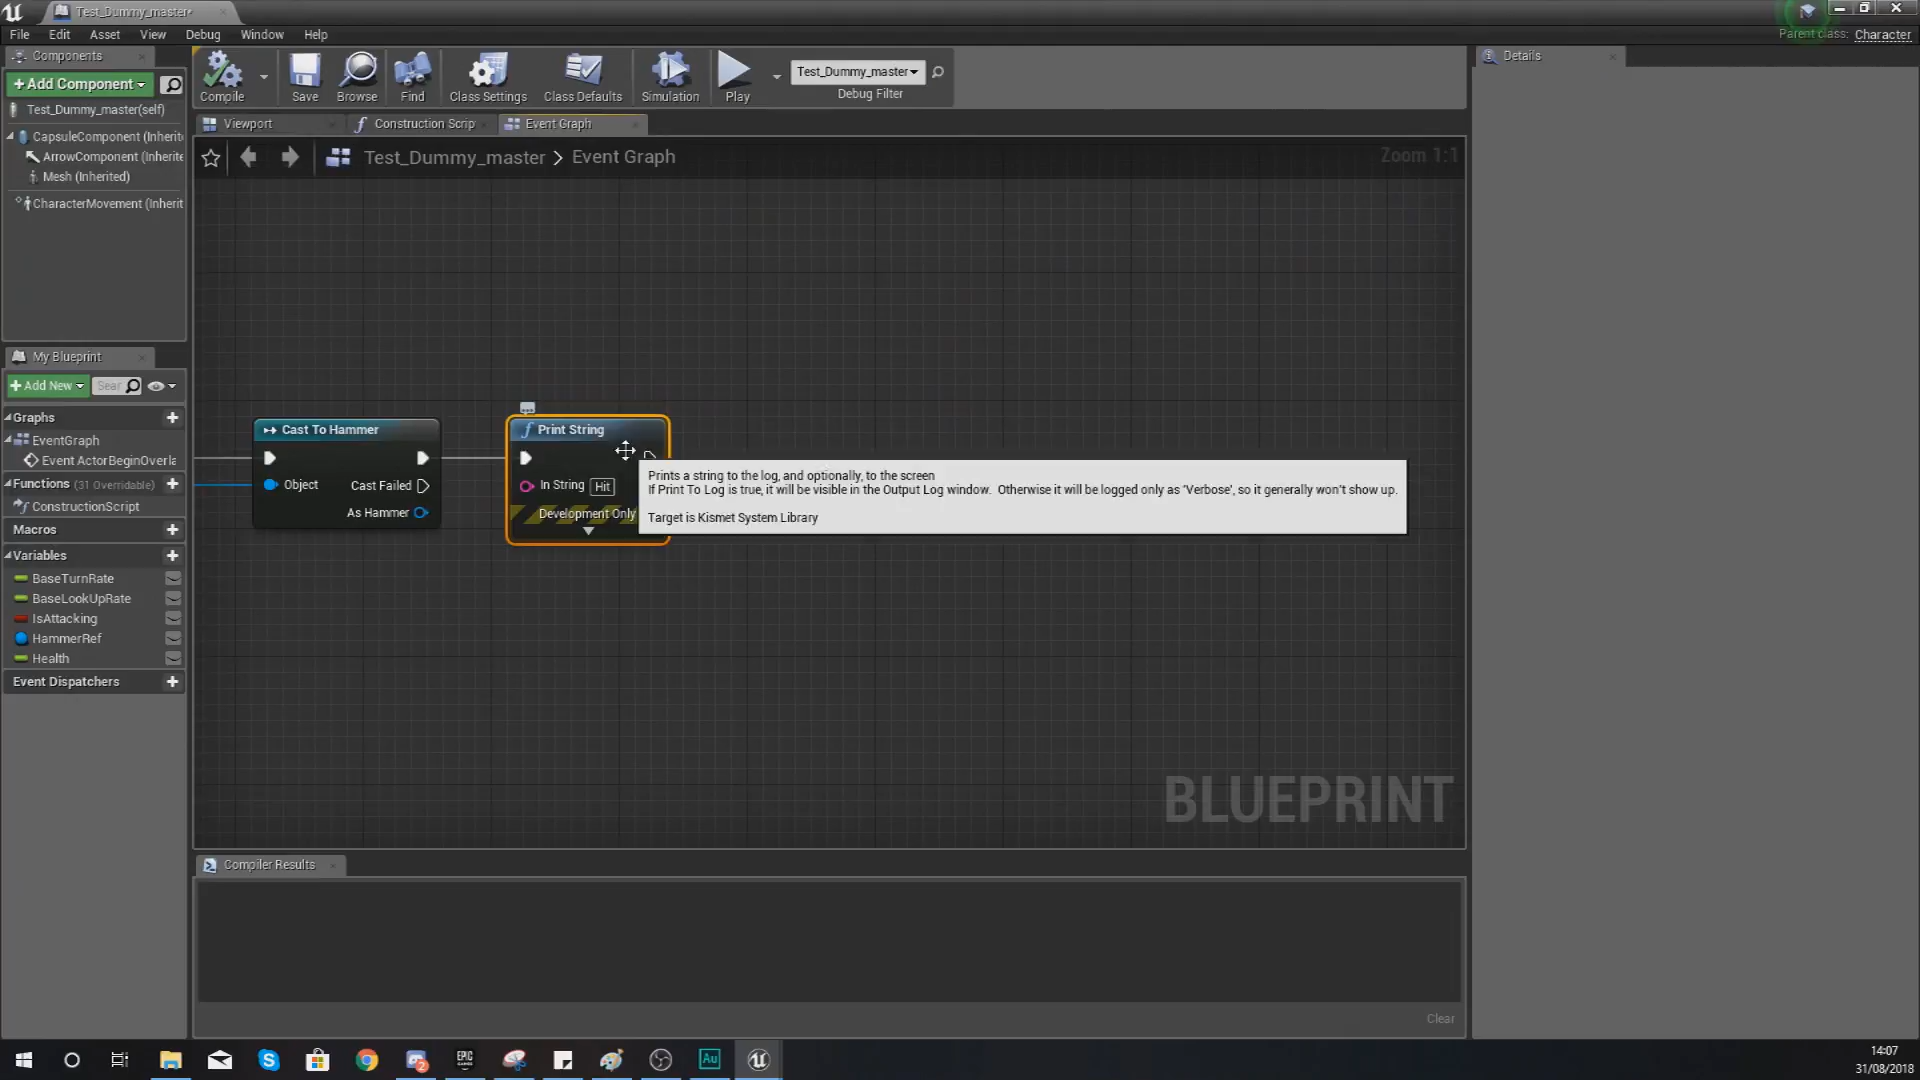 Test_Dummy_master*
File Edit Asset View Debug Window Help
Parent class: Character
Components
+Add Component
Test_Dummy_master(self)
CapsuleComponent (Inherit
ArrowComponent (Inherite
Mesh (Inherited)
CharacterMovement (Inherit
Compile Save Browse Find Class Settings Class Defaults Simulation Play
Test_Dummy_master
Debug Filter
Details
Viewport Construction Scrip Event Graph
Test_Dummy_master > Event Graph
Zoom 1:1
My Blueprint
+Add New Sear
Graphs
EventGraph
Event ActorBeginOverla
Functions (31 Overridable)
ConstructionScript
Macros
Variables
BaseTurnRate
BaseLookUpRate
IsAttacking
HammerRef
Health
Event Dispatchers
Cast To Hammer
Object Cast Failed
As Hammer
Print String
In String Hit
Development Only
Prints a string to the log, and optionally, to the screen
If Print To Log is true, it will be visible in the Output Log window. Otherwise it will be logged only as 'Verbose', so it generally won't show up.
Target is Kismet System Library
BLUEPRINT
Compiler Results
Clear
EPIC
GAMES
2
Au
14:07
31/08/2018